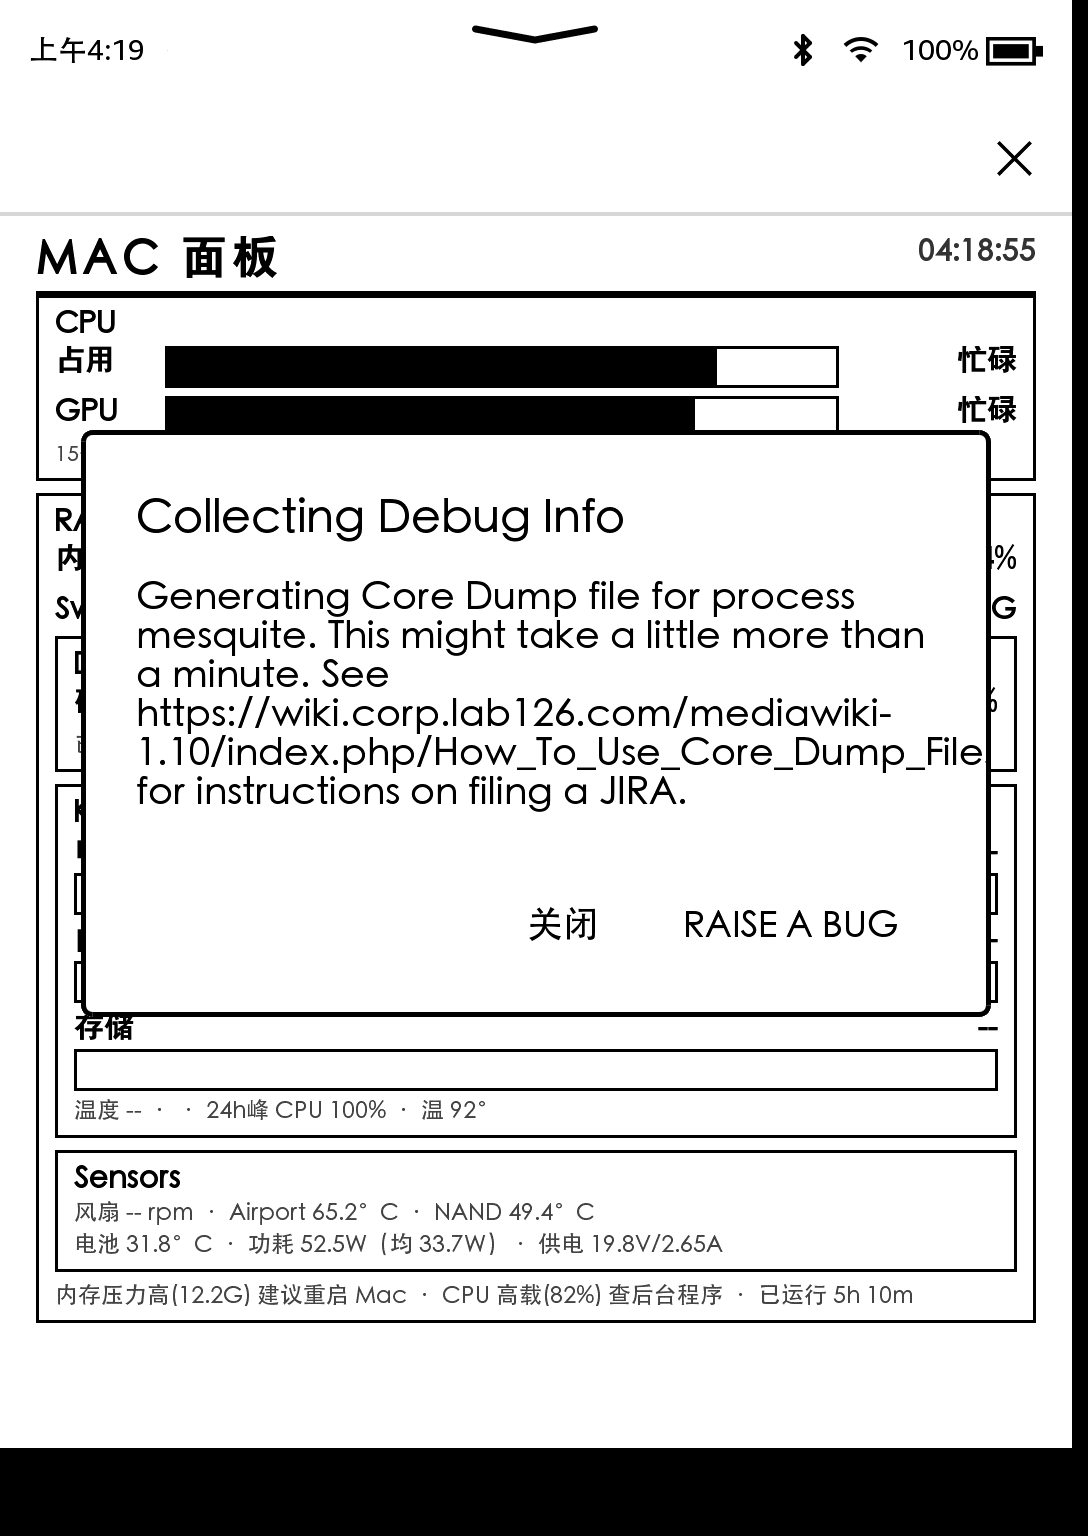 上午4:19
100%
MAC 面板
04:18:55
CPU
占用
忙碌
GPU
忙碌
Collecting Debug Info
Generating Core Dump file for process
mesquite. This might take a little more than
a minute. See
https://wiki.corp.lab126.com/mediawiki-
1.10/index.php/How_To_Use_Core_Dump_File
for instructions on filing a JIRA.
关闭 RAISE A BUG
存储 --
温度 -- · · 24h峰 CPU 100% · 温 92°
Sensors
风扇 -- rpm · Airport 65.2° C · NAND 49.4° C
电池 31.8° C · 功耗 52.5W (均 33.7W) · 供电 19.8V/2.65A
内存压力高(12.2G) 建议重启 Mac · CPU 高载(82%) 查后台程序 · 已运行 5h 10m